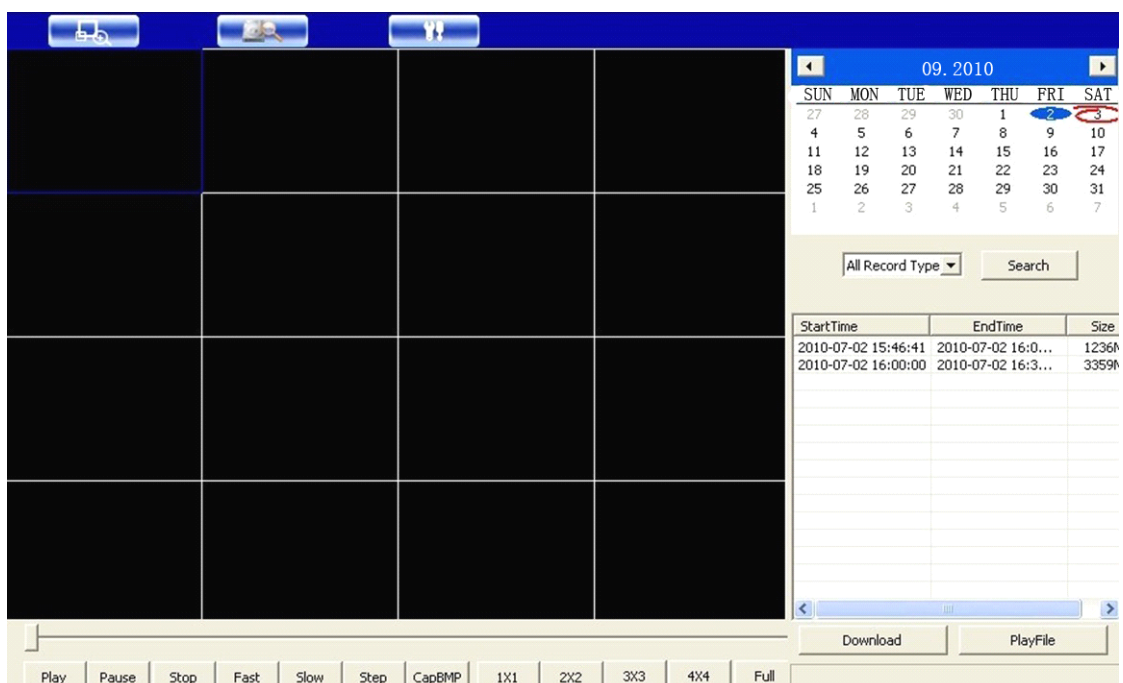 09. 2010
SUN MON TUE WED THU FRI SAT
27 28 29 30 1 2 3
4 5 6 7 8 9 10
11 12 13 14 15 16 17
18 19 20 21 22 23 24
25 26 27 28 29 30 31
1 2 3 4 5 6 7
All Record Type Search
StartTime EndTime Size
2010-07-02 15:46:41 2010-07-02 16:0... 1236M
2010-07-02 16:00:00 2010-07-02 16:3... 3359M
Download PlayFile
Play Pause Stop Fast Slow Step CapBMP 1X1 2X2 3X3 4X4 Full